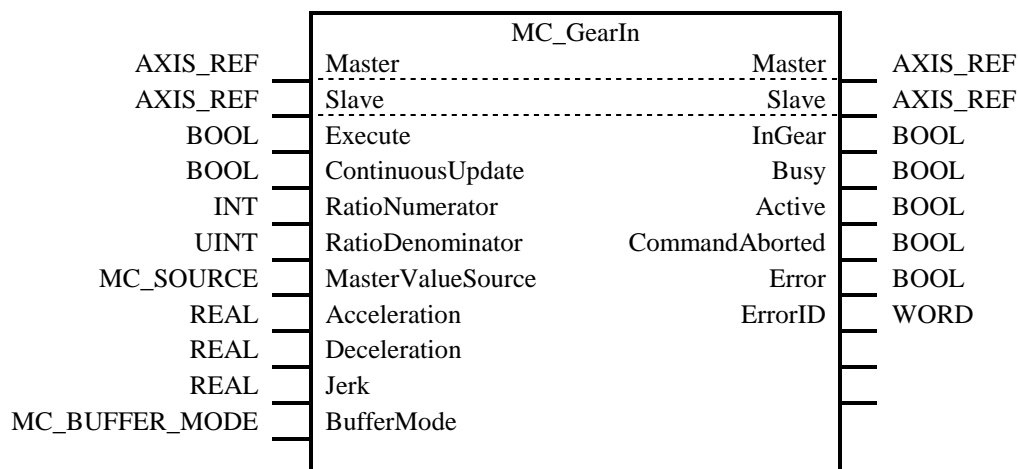 MC_GearIn
AXIS_REF Master Master AXIS_REF
AXIS_REF Slave Slave AXIS_REF
BOOL Execute InGear BOOL
BOOL ContinuousUpdate Busy BOOL
INT RatioNumerator Active BOOL
UINT RatioDenominator CommandAborted BOOL
MC_SOURCE MasterValueSource Error BOOL
REAL Acceleration ErrorID WORD
REAL Deceleration
REAL Jerk
MC_BUFFER_MODE BufferMode